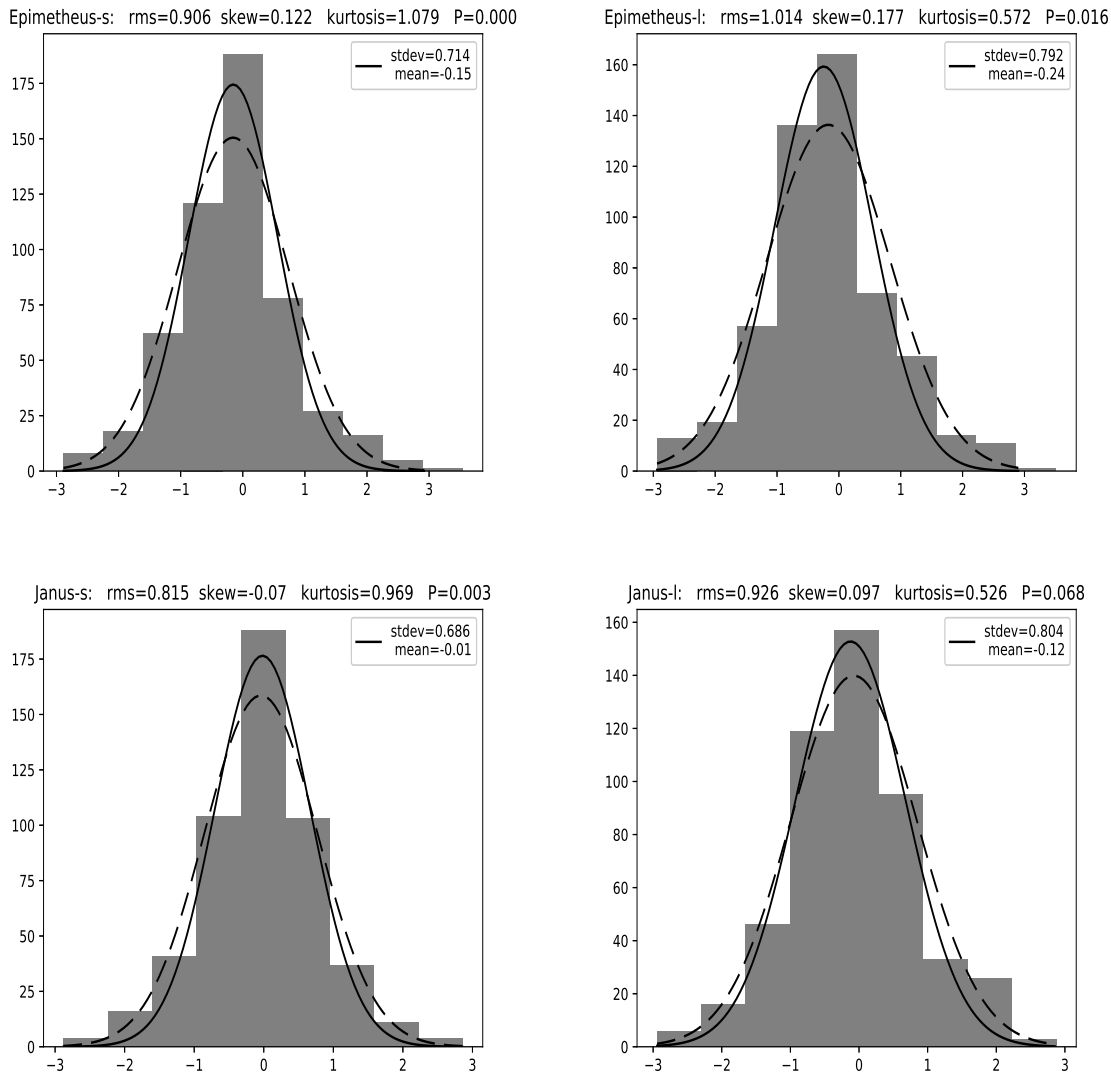 Epimetheus-s: rms=0.906 skew=0.122 kurtosis=1.079 P=0.000
stdev=0.714
mean=-0.15
175
150
125
100
75
50
25
0
−3 −2 −1 0 1 2 3
Epimetheus-l: rms=1.014 skew=0.177 kurtosis=0.572 P=0.016
stdev=0.792
mean=-0.24
160
140
120
100
80
60
40
20
0
−3 −2 −1 0 1 2 3
Janus-s: rms=0.815 skew=-0.07 kurtosis=0.969 P=0.003
stdev=0.686
mean=-0.01
175
150
125
100
75
50
25
0
−3 −2 −1 0 1 2 3
Janus-l: rms=0.926 skew=0.097 kurtosis=0.526 P=0.068
stdev=0.804
mean=-0.12
160
140
120
100
80
60
40
20
0
−3 −2 −1 0 1 2 3